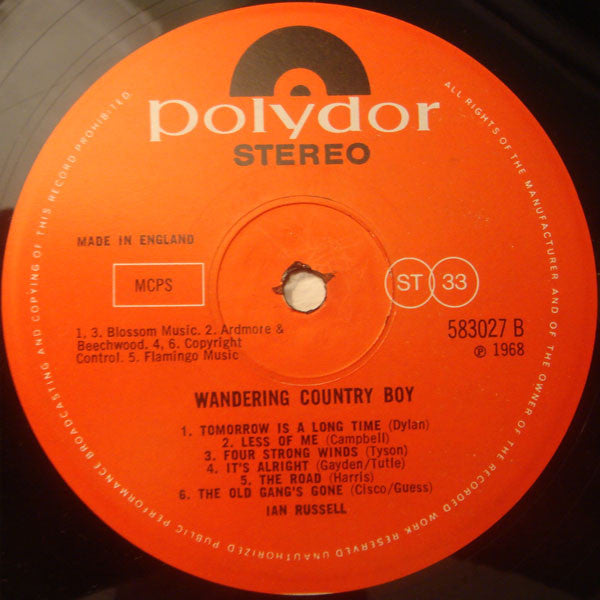 polydor
STEREO
MADE IN ENGLAND
MCPS
ST 33
1, 3. Blossom Music. 2. Ardmore &
Beechwood. 4, 6. Copyright
Control. 5. Flamingo Music
583027 B
℗ 1968
WANDERING COUNTRY BOY
1. TOMORROW IS A LONG TIME (Dylan)
2. LESS OF ME (Campbell)
3. FOUR STRONG WINDS (Tyson)
4. IT'S ALRIGHT (Gayden/Tutle)
5. THE ROAD (Harris)
6. THE OLD GANG'S GONE (Cisco/Guess)
IAN RUSSELL
ALL RIGHTS OF THE MANUFACTURER AND OF THE OWNER OF THE RECORDED WORK RESERVED UNAUTHORIZED PUBLIC PERFORMANCE BROADCASTING AND COPYING OF THIS RECORD PROHIBITED